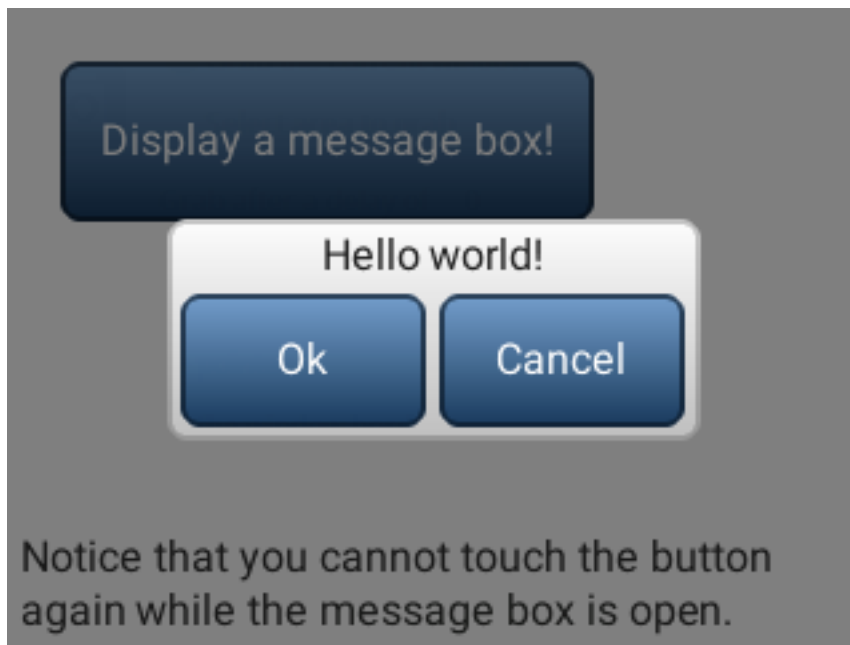 Display a message box!
Hello world!
Ok
Cancel
Notice that you cannot touch the button
again while the message box is open.